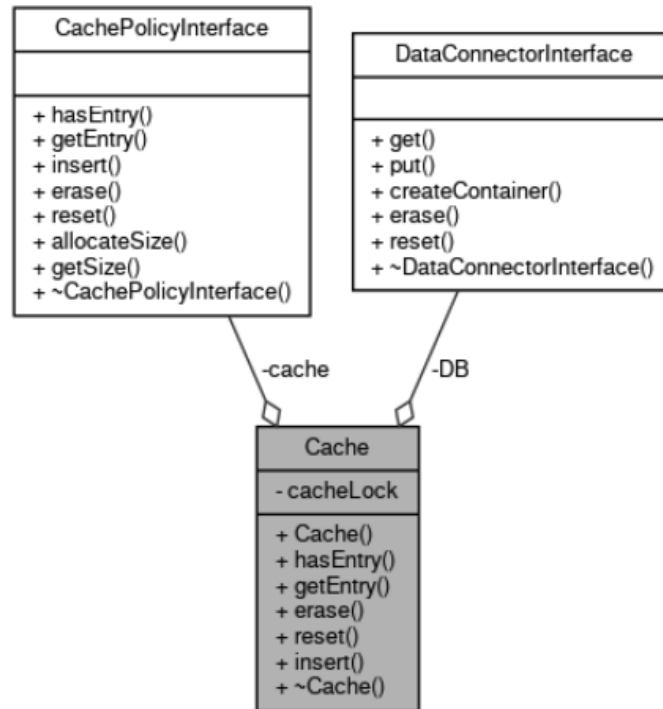 CachePolicyInterface
+ hasEntry()
+ getEntry()
+ insert()
+ erase()
+ reset()
+ allocateSize()
+ getSize()
+ ~CachePolicyInterface()
DataConnectorInterface
+ get()
+ put()
+ createContainer()
+ erase()
+ reset()
+ ~DataConnectorInterface()
-cache
-DB
Cache
- cacheLock
+ Cache()
+ hasEntry()
+ getEntry()
+ erase()
+ reset()
+ insert()
+ ~Cache()